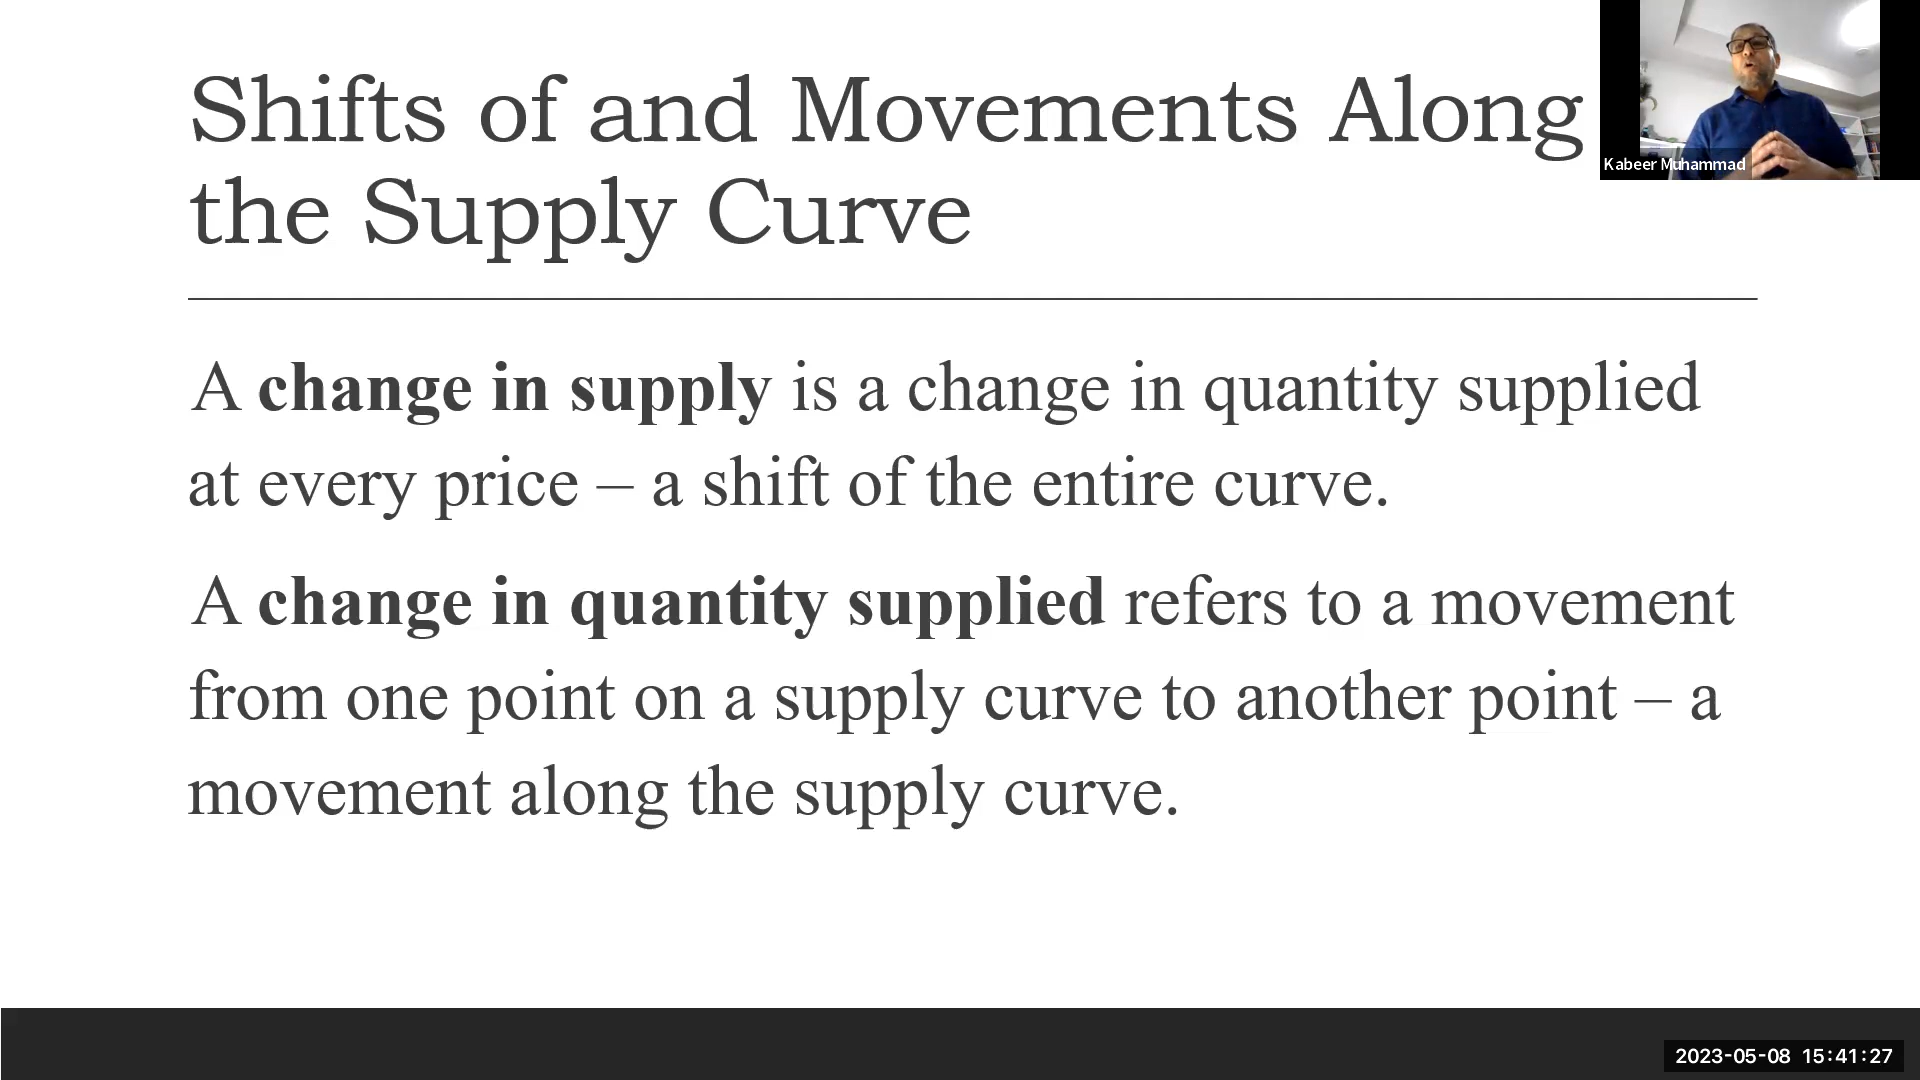 Shifts of and Movements Along
the Supply Curve
Kabeer Muhammad
A change in supply is a change in quantity supplied
at every price – a shift of the entire curve.
A change in quantity supplied refers to a movement
from one point on a supply curve to another point – a
movement along the supply curve.
2023-05-08 15:41:27